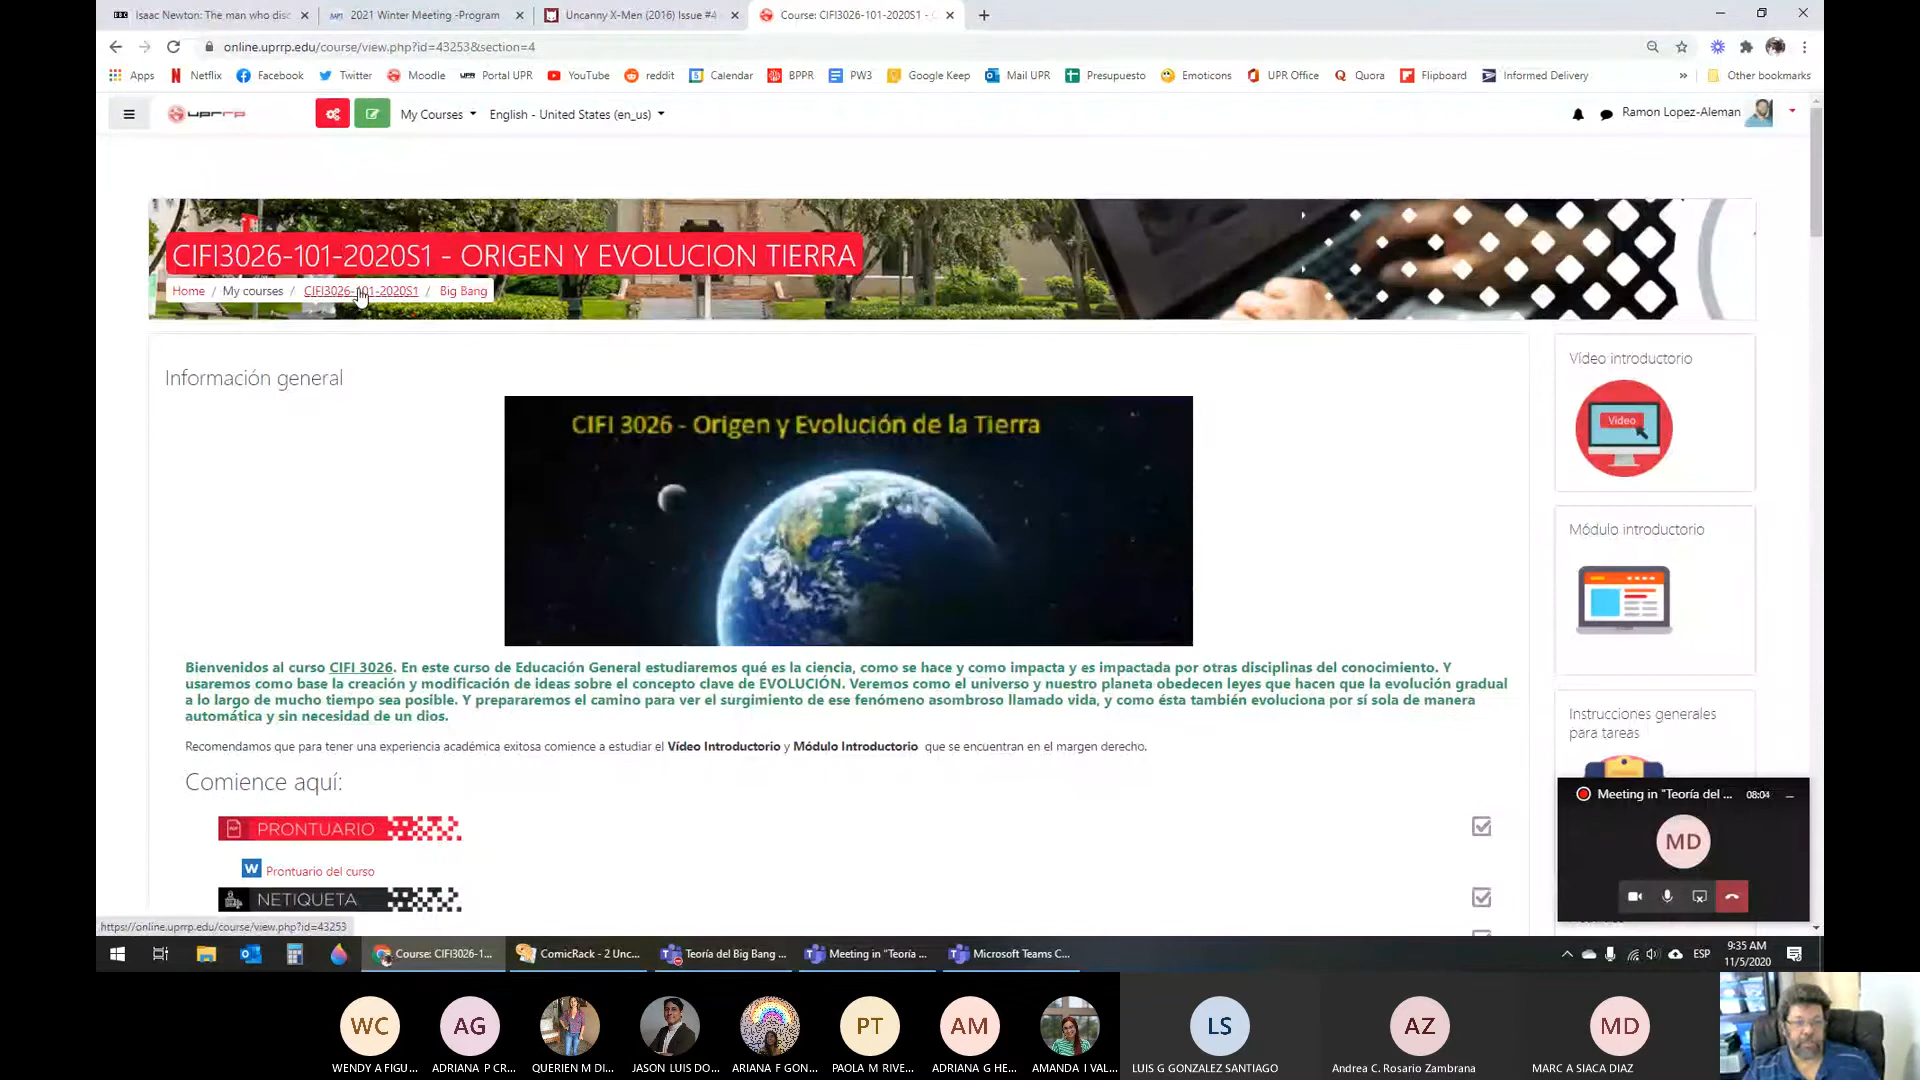 Isaac Newton: The man who disc
2021 Winter Meeting -Program
Uncanny X-Men (2016) Issue #4
Course: CIFI3026-101-2020S1 -
online.uprrp.edu/course/view.php?id=43253&section=4
Apps
Netflix
Facebook
Twitter
Moodle
Portal UPR
YouTube
reddit
Calendar
BPPR
PW3
Google Keep
Mail UPR
Presupuesto
Emoticons
UPR Office
Quora
Flipboard
Informed Delivery
Other bookmarks
uprrp
My Courses
English - United States (en_us)
Ramon Lopez-Aleman
CIFI3026-101-2020S1 - ORIGEN Y EVOLUCION TIERRA
Home / My courses / CIFI3026-101-2020S1 / Big Bang
Información general
CIFI 3026 - Origen y Evolución de la Tierra
Bienvenidos al curso CIFI 3026. En este curso de Educación General estudiaremos qué es la ciencia, como se hace y como impacta y es impactada por otras disciplinas del conocimiento. Y
usaremos como base la creación y modificación de ideas sobre el concepto clave de EVOLUCIÓN. Veremos como el universo y nuestro planeta obedecen leyes que hacen que la evolución gradual
a lo largo de mucho tiempo sea posible. Y prepararemos el camino para ver el surgimiento de ese fenómeno asombroso llamado vida, y como ésta también evoluciona por sí sola de manera
automática y sin necesidad de un dios.
Recomendamos que para tener una experiencia académica exitosa comience a estudiar el Vídeo Introductorio y Módulo Introductorio que se encuentran en el margen derecho.
Comience aquí:
PRONTUARIO
Prontuario del curso
NETIQUETA
Vídeo introductorio
Video
Módulo introductorio
Instrucciones generales
para tareas
Meeting in "Teoría del ...
08:04
MD
https://online.uprrp.edu/course/view.php?id=43253
Course: CIFI3026-1...
ComicRack - 2 Unc...
Teoría del Big Bang ...
Meeting in "Teoría ...
Microsoft Teams C...
ESP
9:35 AM
11/5/2020
WC
AG
PT
AM
LS
AZ
MD
WENDY A FIGU...
ADRIANA P CR...
QUERIEN M DI...
JASON LUIS DO...
ARIANA F GON...
PAOLA M RIVE...
ADRIANA G HE...
AMANDA I VAL...
LUIS G GONZALEZ SANTIAGO
Andrea C. Rosario Zambrana
MARC A SIACA DIAZ